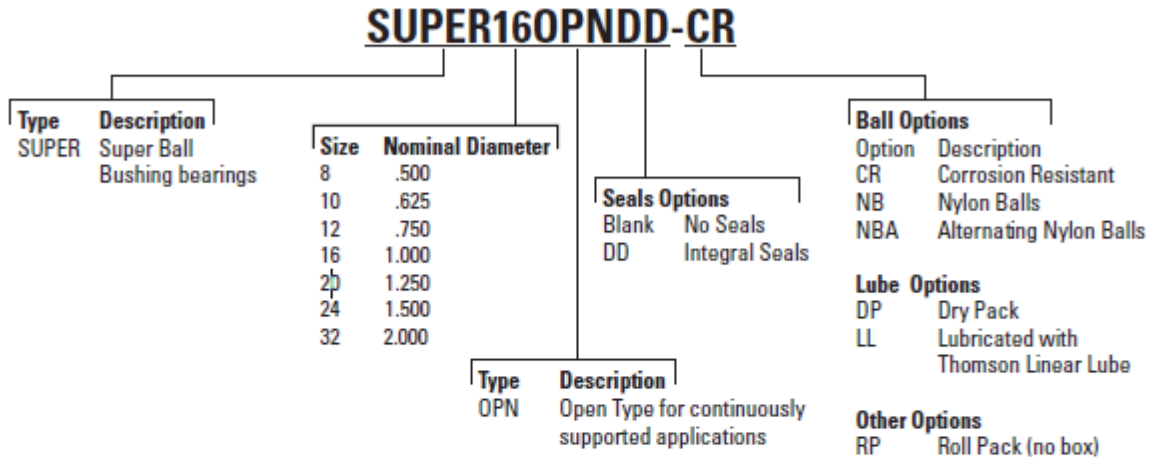 SUPER16OPNDD-CR
Type Description
SUPER Super Ball
Bushing bearings
Size Nominal Diameter
8 .500
10 .625
12 .750
16 1.000
20 1.250
24 1.500
32 2.000
Type Description
OPN Open Type for continuously
supported applications
Seals Options
Blank No Seals
DD Integral Seals
Ball Options
Option Description
CR Corrosion Resistant
NB Nylon Balls
NBA Alternating Nylon Balls
Lube Options
DP Dry Pack
LL Lubricated with
Thomson Linear Lube
Other Options
RP Roll Pack (no box)